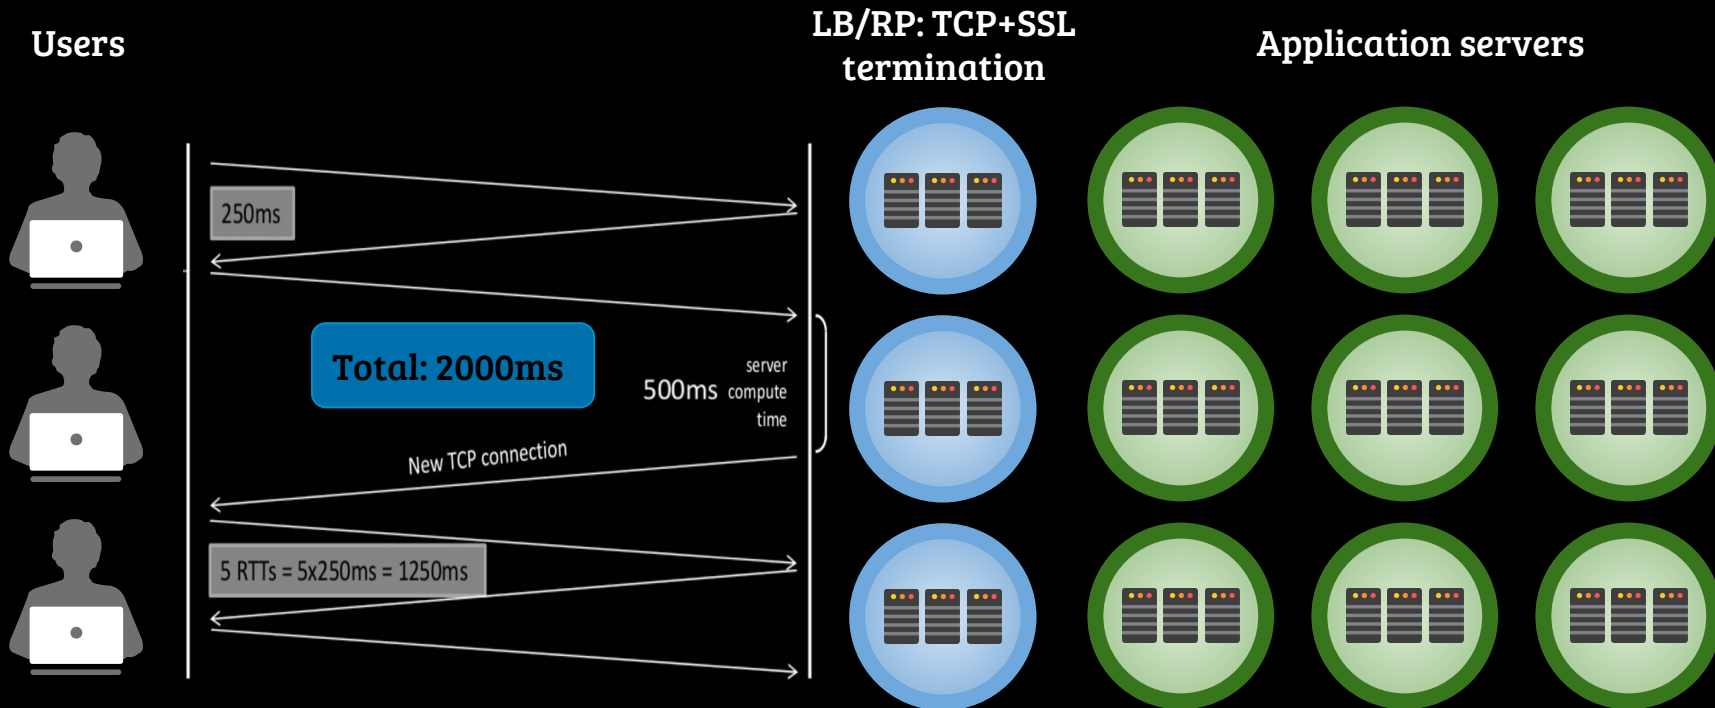 Users
LB/RP: TCP+SSL
termination
Application servers
250ms
Total: 2000ms
server
500ms compute
time
New TCP connection
5 RTTs = 5x250ms = 1250ms